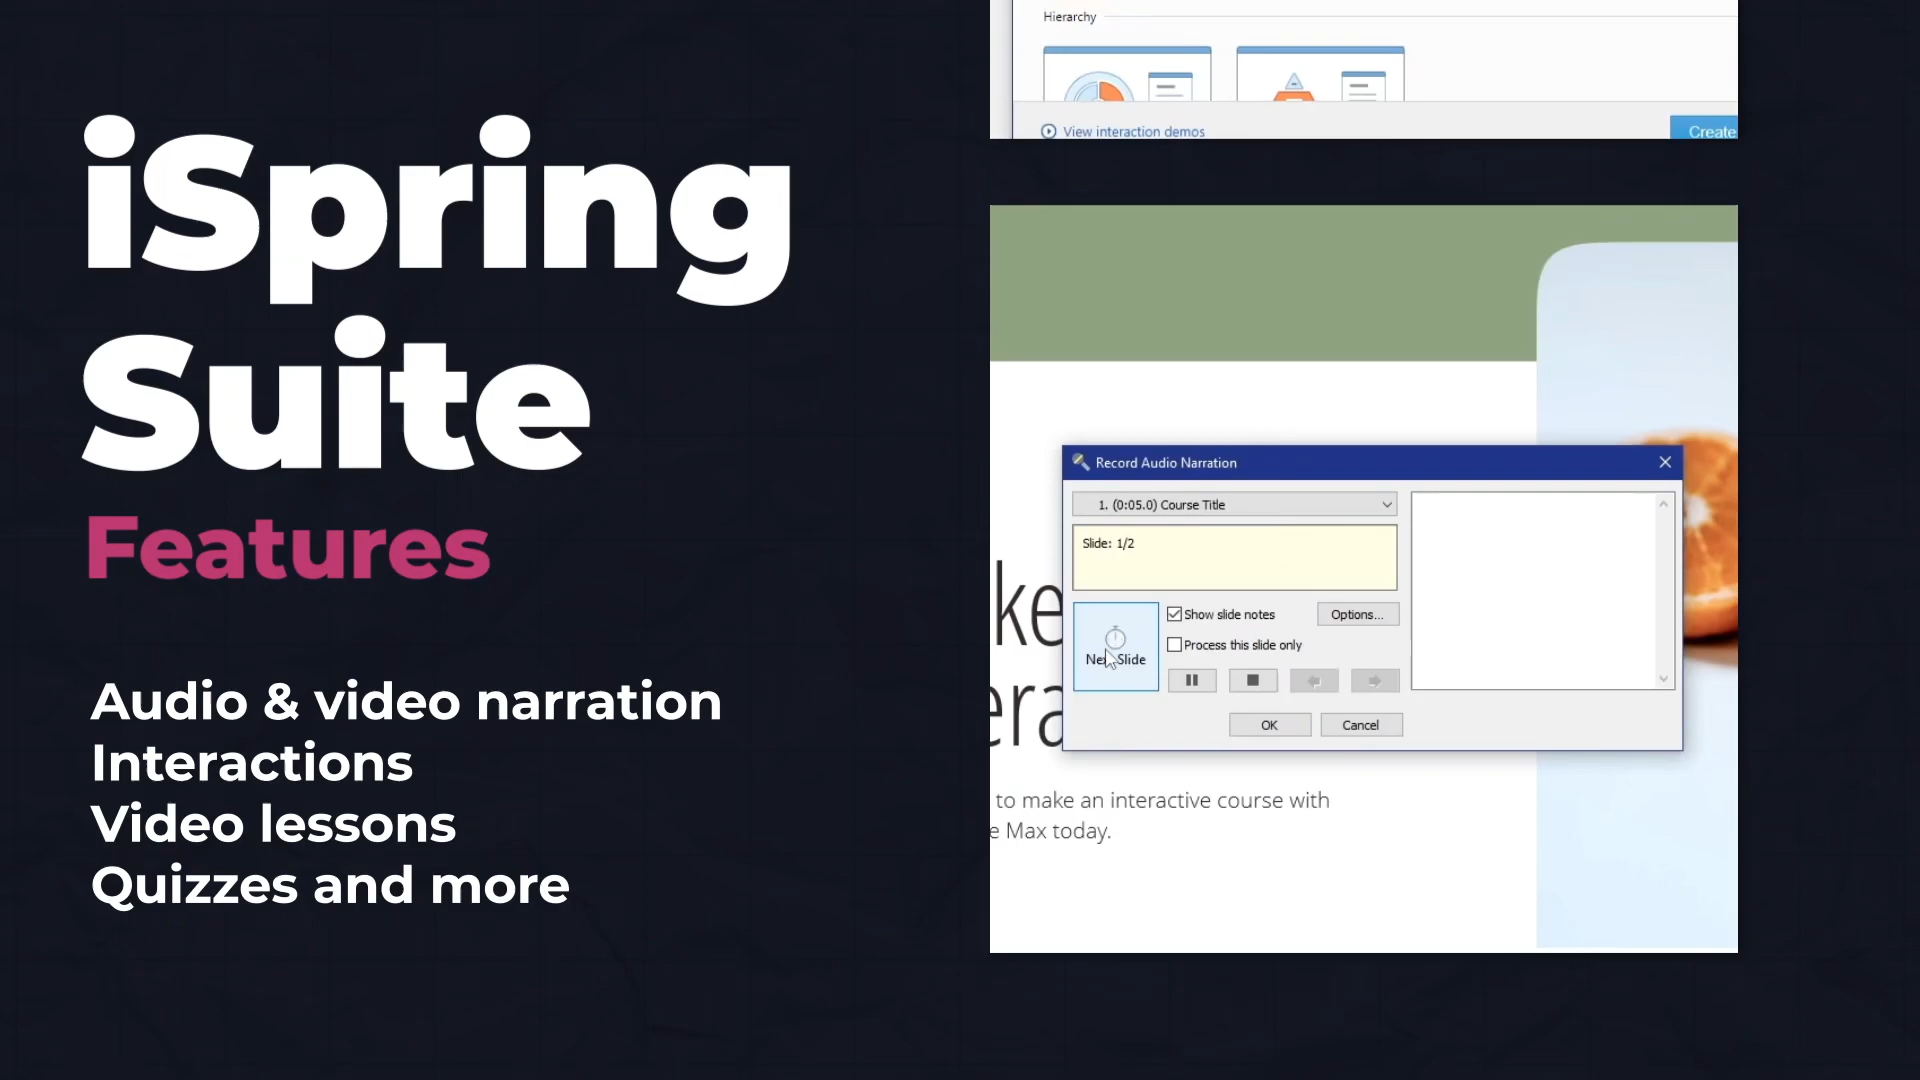 iSpring
Suite
Features
Audio & video narration
Interactions
Video lessons
Quizzes and more
Hierarchy
View interaction demos
Create
Record Audio Narration
1. (0:05.0) Course Title
Slide: 1/2
Show slide notes
Options...
Process this slide only
Next Slide
OK
Cancel
ke
era
to make an interactive course with
e Max today.